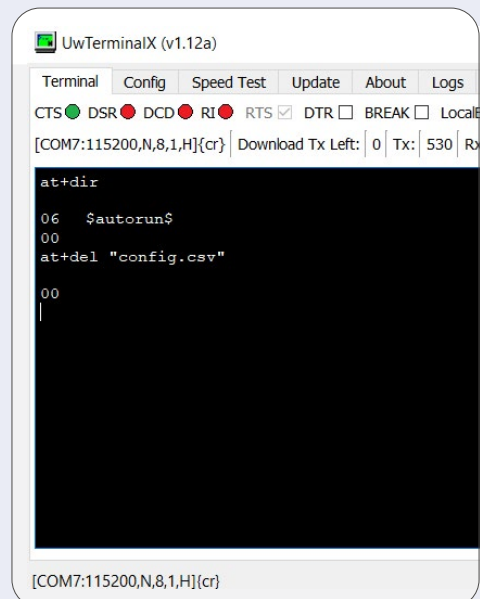 UwTerminalX (v1.12a)
Terminal Config Speed Test Update About Logs
CTS DSR DCD RI RTS DTR BREAK Local
[COM7:115200,N,8,1,H]{cr} Download Tx Left: 0 Tx: 530 Rx
at+dir
06 $autorun$
00
at+del "config.csv"
00
[COM7:115200,N,8,1,H]{cr}